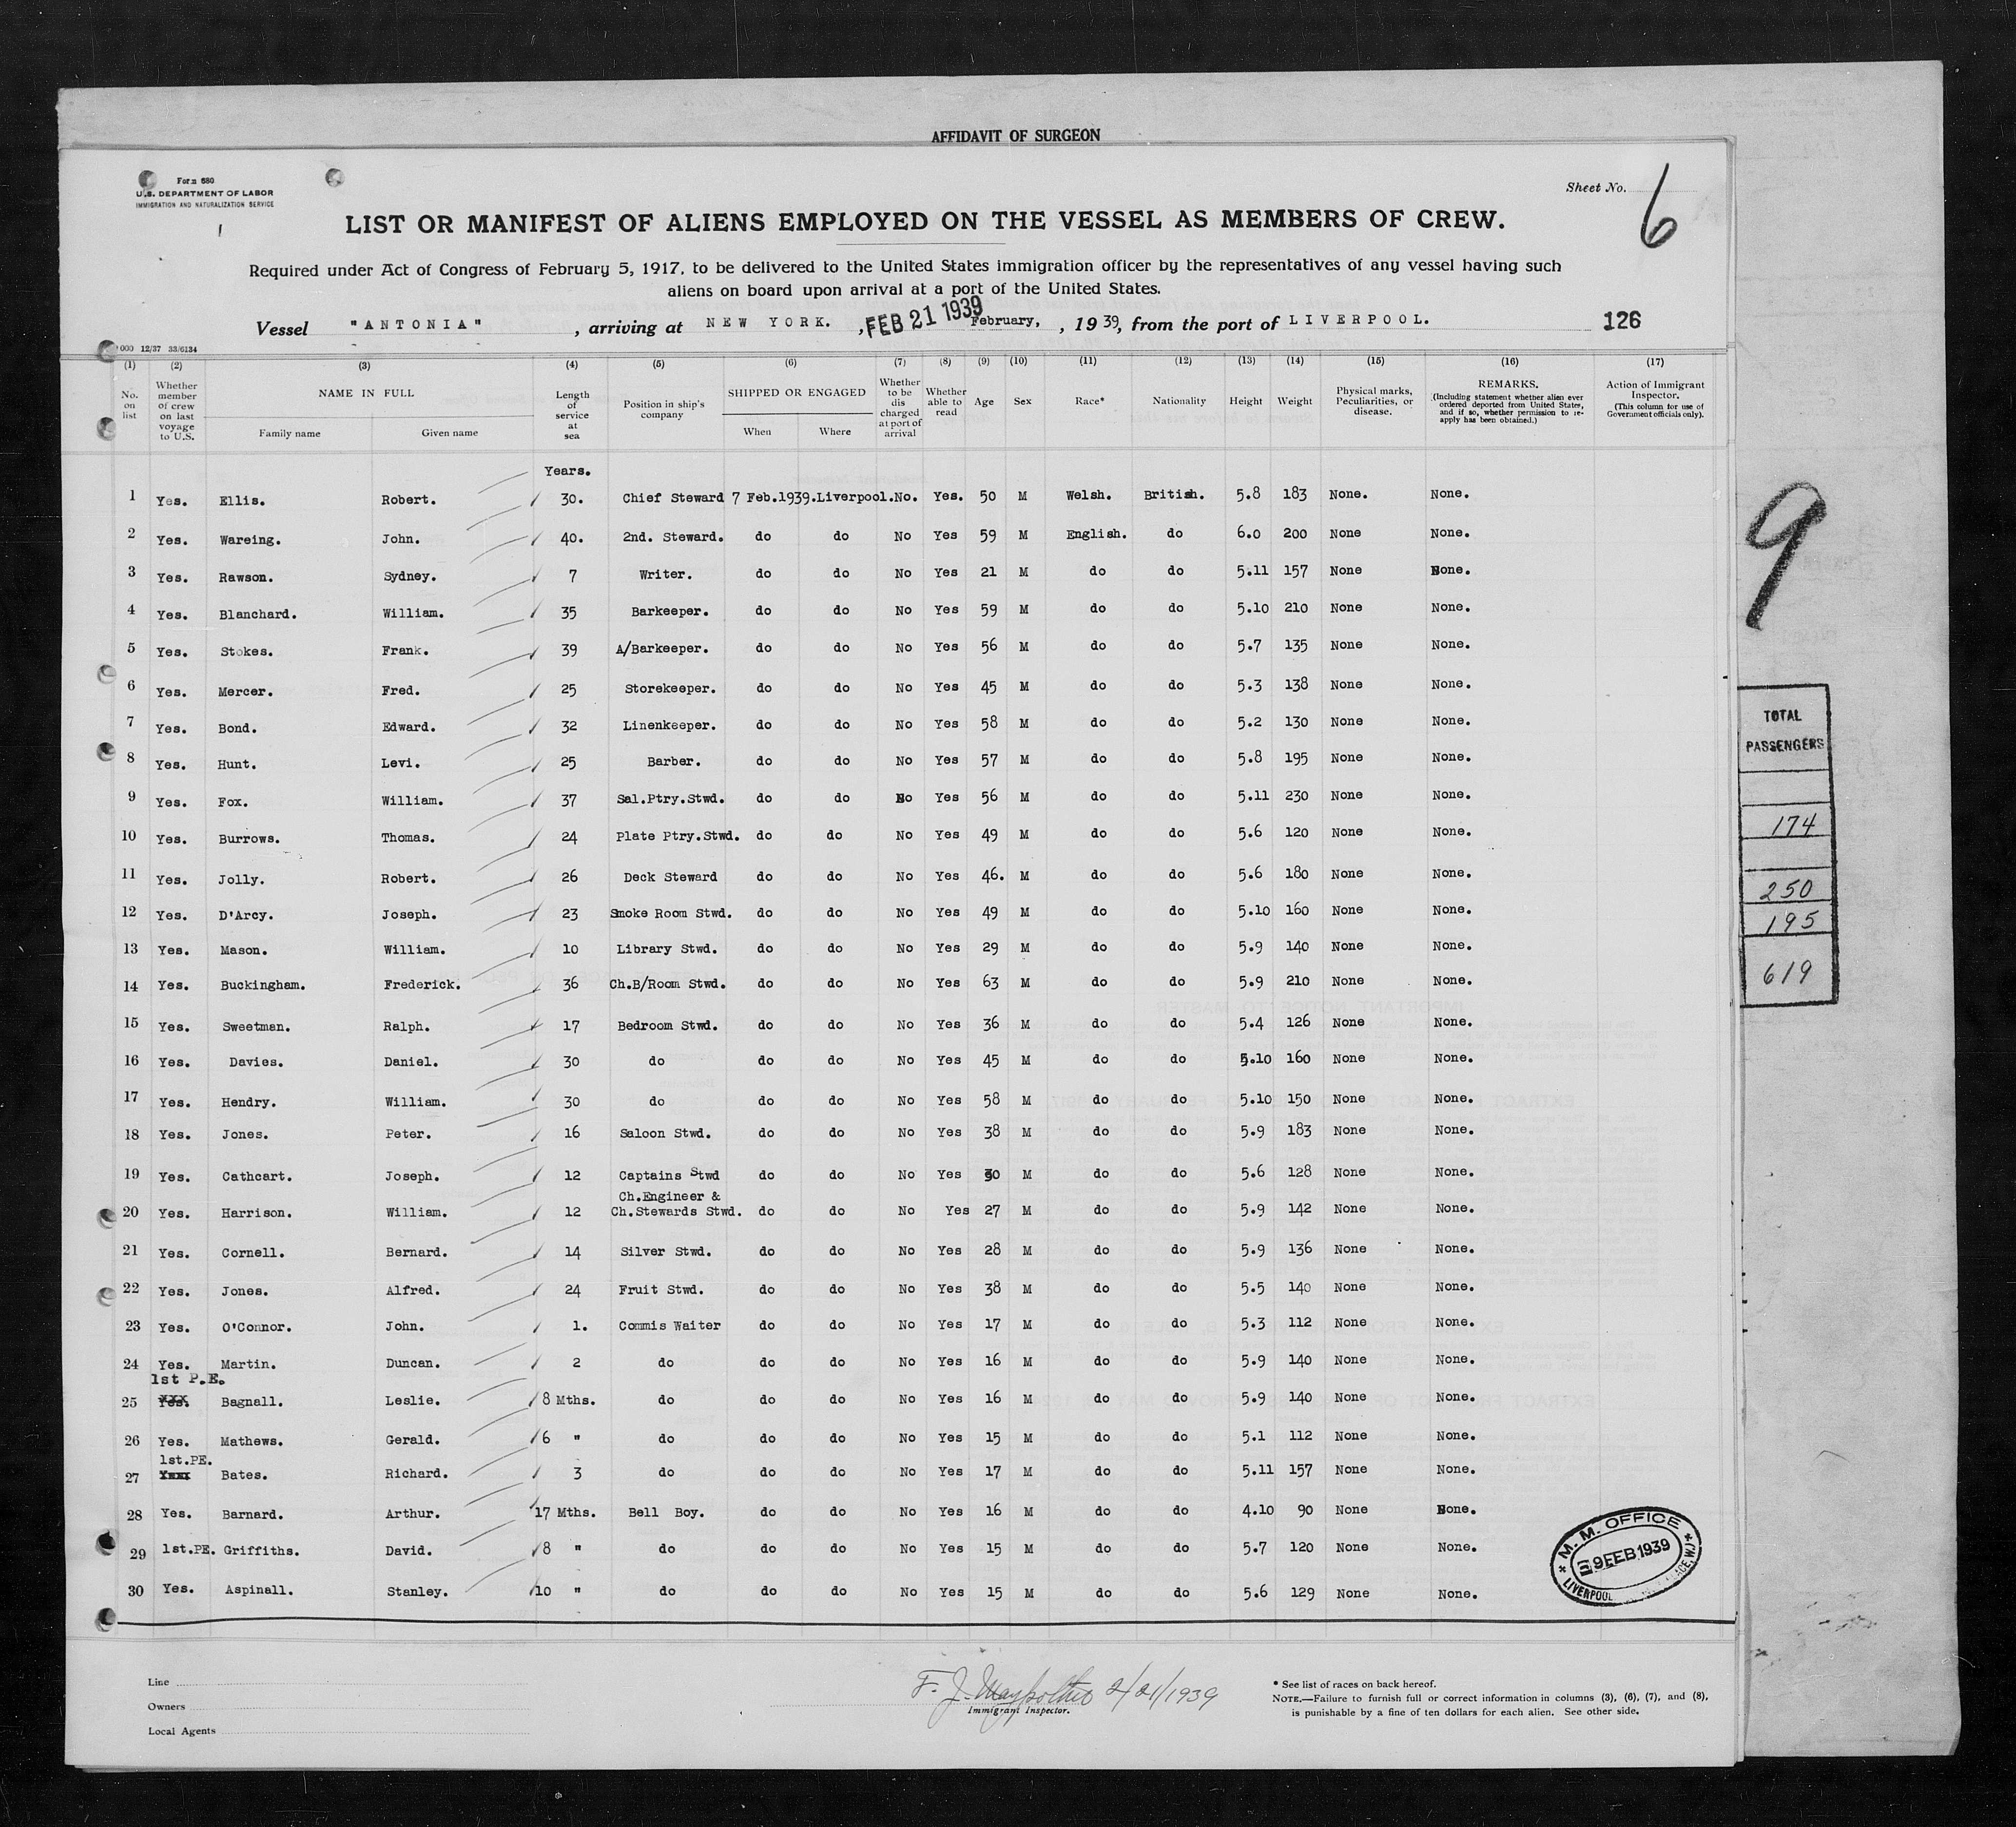 AFFIDAVIT OF SURGEON
Form 680
U.S. DEPARTMENT OF LABOR
IMMIGRATION AND NATURALIZATION SERVICE
Sheet No. 6
LIST OR MANIFEST OF ALIENS EMPLOYED ON THE VESSEL AS MEMBERS OF CREW.
Required under Act of Congress of February 5, 1917, to be delivered to the United States immigration officer by the representatives of any vessel having such
aliens on board upon arrival at a port of the United States.
Vessel "ANTONIA", arriving at NEW YORK., FEB 21 1939 February, , 1939, from the port of LIVERPOOL. 126
000 12/37 33/6134
(1) (2) (3) (4) (5) (6) (7) (8) (9) (10) (11) (12) (13) (14) (15) (16) (17)
No. on list
Whether member of crew on last voyage to U.S.
NAME IN FULL
Family name Given name
Length of service at sea
Position in ship's company
SHIPPED OR ENGAGED
When Where
Whether to be dis charged at port of arrival
Whether able to read
Age
Sex
Race*
Nationality
Height
Weight
Physical marks, Peculiarities, or disease.
REMARKS.
(Including statement whether alien ever ordered deported from United States, and if so, whether permission to re-apply has been obtained.)
Action of Immigrant Inspector.
(This column for use of Government officials only).
Years.
1 Yes. Ellis. Robert. 30. Chief Steward 7 Feb.1939. Liverpool. No. Yes. 50 M Welsh. British. 5.8 183 None. None.
2 Yes. Wareing. John. 40. 2nd. Steward. do do No Yes 59 M English. do 6.0 200 None None.
3 Yes. Rawson. Sydney. 7 Writer. do do No Yes 21 M do do 5.11 157 None None.
4 Yes. Blanchard. William. 35 Barkeeper. do do No Yes 59 M do do 5.10 210 None None.
5 Yes. Stokes. Frank. 39 A/Barkeeper. do do No Yes 56 M do do 5.7 135 None None.
6 Yes. Mercer. Fred. 25 Storekeeper. do do No Yes 45 M do do 5.3 138 None None.
7 Yes. Bond. Edward. 32 Linenkeeper. do do No Yes 58 M do do 5.2 130 None None.
8 Yes. Hunt. Levi. 25 Barber. do do No Yes 57 M do do 5.8 195 None None.
9 Yes. Fox. William. 37 Sal.Ptry.Stwd. do do No Yes 56 M do do 5.11 230 None None.
10 Yes. Burrows. Thomas. 24 Plate Ptry.Stwd. do do No Yes 49 M do do 5.6 120 None None.
11 Yes. Jolly. Robert. 26 Deck Steward do do No Yes 46. M do do 5.6 180 None None.
12 Yes. D'Arcy. Joseph. 23 Smoke Room Stwd. do do No Yes 49 M do do 5.10 160 None None.
13 Yes. Mason. William. 10 Library Stwd. do do No Yes 29 M do do 5.9 140 None None.
14 Yes. Buckingham. Frederick. 36 Ch.B/Room Stwd. do do No Yes 63 M do do 5.9 210 None None.
15 Yes. Sweetman. Ralph. 17 Bedroom Stwd. do do No Yes 36 M do do 5.4 126 None None.
16 Yes. Davies. Daniel. 30 do do do No Yes 45 M do do 5.10 160 None None.
17 Yes. Hendry. William. 30 do do do No Yes 58 M do do 5.10 150 None None.
18 Yes. Jones. Peter. 16 Saloon Stwd. do do No Yes 38 M do do 5.9 183 None None.
19 Yes. Cathcart. Joseph. 12 Captains Stwd do do No Yes 30 M do do 5.6 128 None None.
Ch.Engineer &
20 Yes. Harrison. William. 12 Ch.Stewards Stwd. do do No Yes 27 M do do 5.9 142 None None.
21 Yes. Cornell. Bernard. 14 Silver Stwd. do do No Yes 28 M do do 5.9 136 None None.
22 Yes. Jones. Alfred. 24 Fruit Stwd. do do No Yes 38 M do do 5.5 140 None None.
23 Yes. O'Connor. John. 1. Commis Waiter do do No Yes 17 M do do 5.3 112 None None.
24 Yes. Martin. Duncan. 2 do do do No Yes 16 M do do 5.9 140 None None.
1st P.E.
25 Yes. Bagnall. Leslie. 8 Mths. do do do No Yes 16 M do do 5.9 140 None None.
26 Yes. Mathews. Gerald. 6 " do do do No Yes 15 M do do 5.1 112 None None.
1st.PE.
27 Bates. Richard. 3 do do do No Yes 17 M do do 5.11 157 None None.
28 Yes. Barnard. Arthur. 17 Mths. Bell Boy. do do No Yes 16 M do do 4.10 90 None None.
29 1st.PE. Griffiths. David. 8 " do do do No Yes 15 M do do 5.7 120 None None.
30 Yes. Aspinall. Stanley. 10 " do do do No Yes 15 M do do 5.6 129 None None.
M. M. OFFICE
9 FEB 1939
LIVERPOOL
9
TOTAL
PASSENGERS
174
250
195
619
Line
Owners
Local Agents
F. J. 2/21/1939
Immigrant Inspector.
* See list of races on back hereof.
NOTE.—Failure to furnish full or correct information in columns (3), (6), (7), and (8),
is punishable by a fine of ten dollars for each alien. See other side.